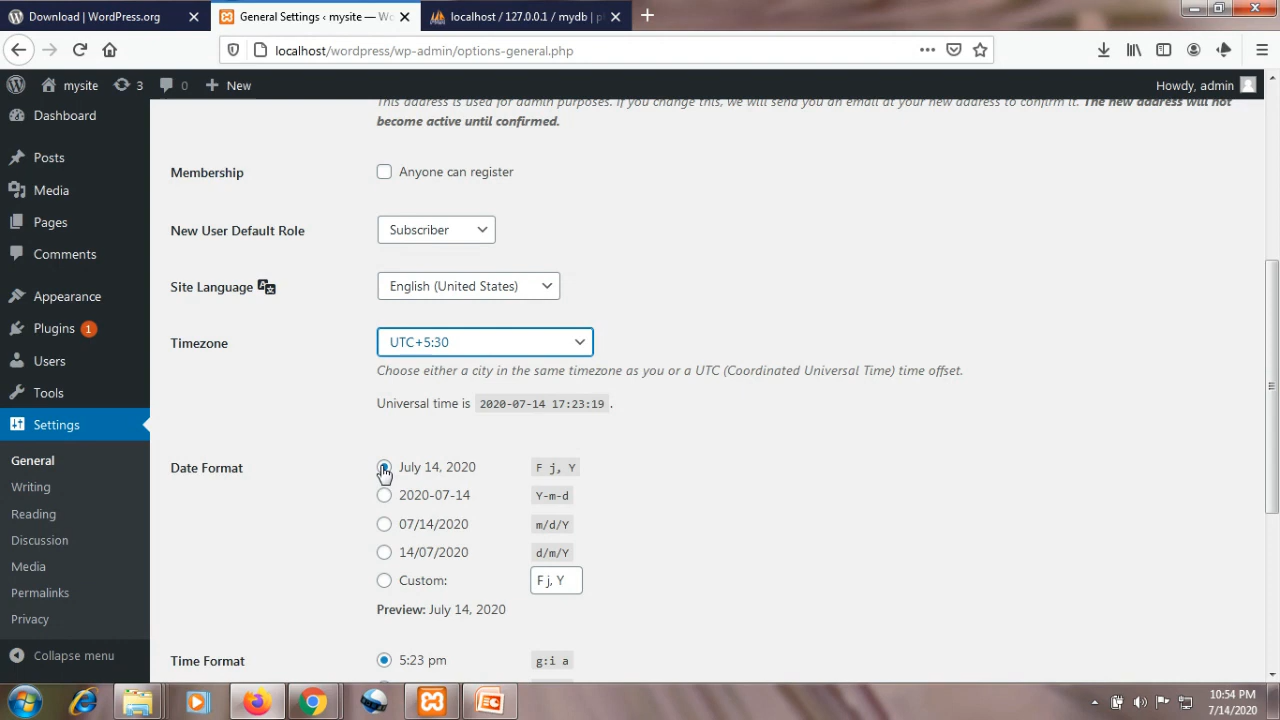 Download | WordPress.org
General Settings ‹ mysite — Wo
localhost / 127.0.0.1 / mydb | p
localhost/wordpress/wp-admin/options-general.php
mysite
3
0
New
Howdy, admin
Dashboard
Posts
Media
Pages
Comments
Appearance
Plugins 1
Users
Tools
Settings
General
Writing
Reading
Discussion
Media
Permalinks
Privacy
Collapse menu
This address is used for admin purposes. If you change this, we will send you an email at your new address to confirm it. The new address will not
become active until confirmed.
Membership
Anyone can register
New User Default Role
Subscriber
Site Language
English (United States)
Timezone
UTC+5:30
Choose either a city in the same timezone as you or a UTC (Coordinated Universal Time) time offset.
Universal time is 2020-07-14 17:23:19 .
Date Format
July 14, 2020 F j, Y
2020-07-14 Y-m-d
07/14/2020 m/d/Y
14/07/2020 d/m/Y
Custom: F j, Y
Preview: July 14, 2020
Time Format
5:23 pm g:i a
10:54 PM
7/14/2020